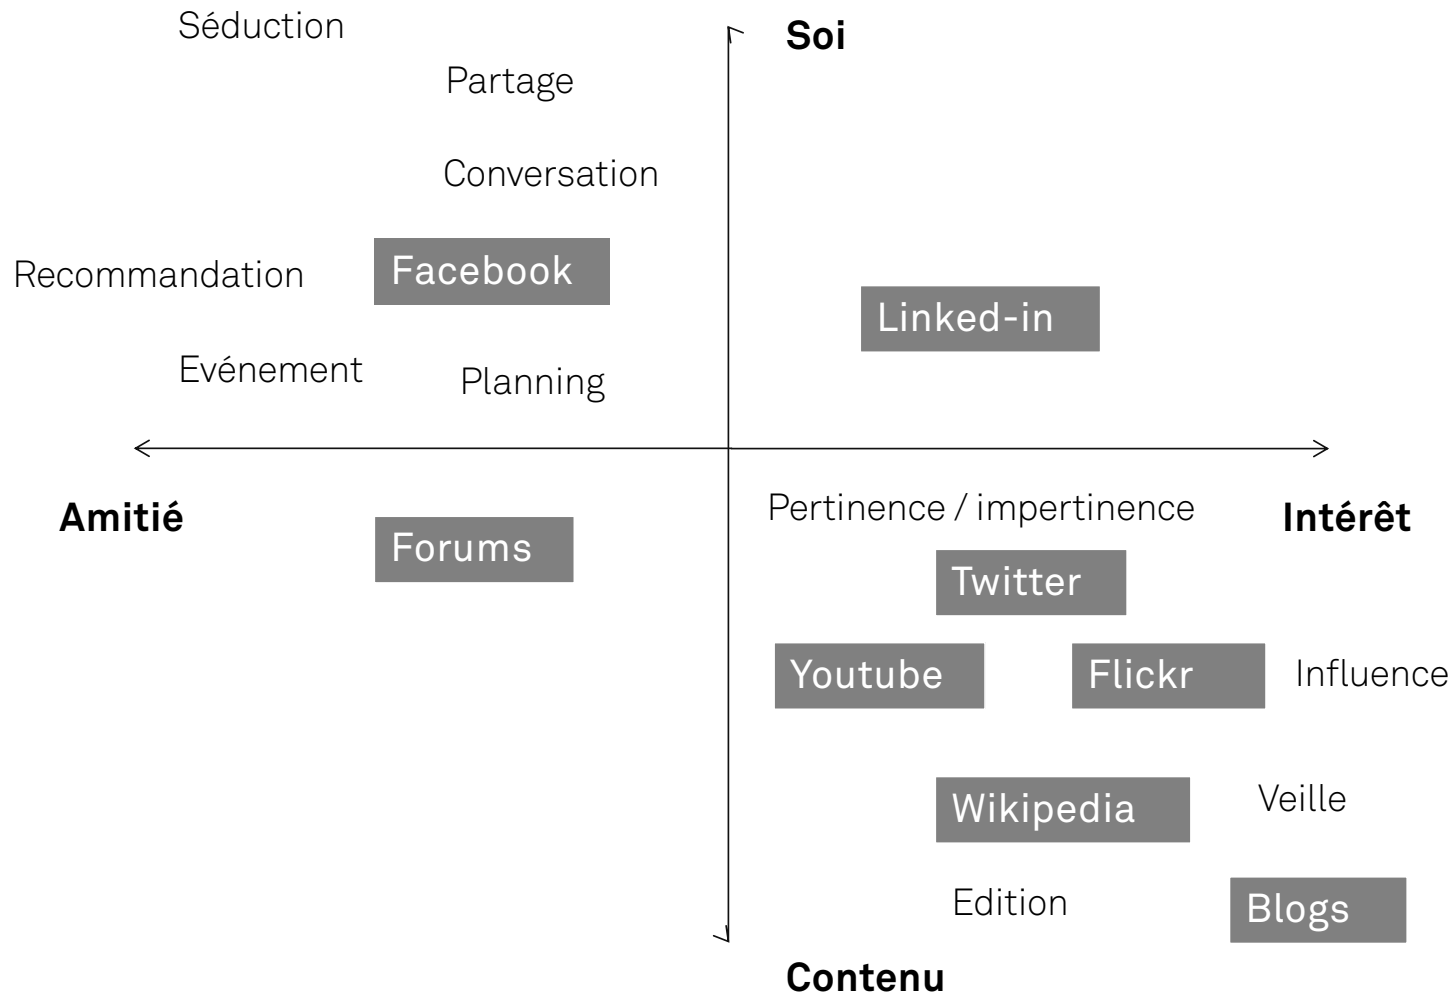 Séduction
Soi
Partage
Conversation
Facebook
Recommandation
Linked-in
Evénement
Planning
Amitié
Pertinence / impertinence
Intérêt
Forums
Twitter
Youtube
Flickr
Influence
Wikipedia
Veille
Edition
Blogs
Contenu